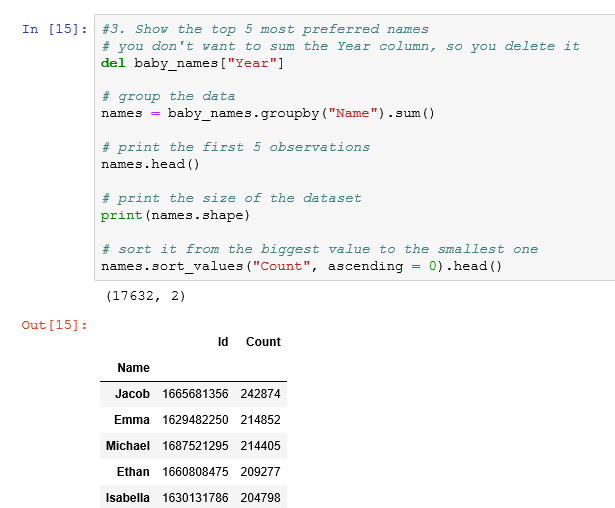 In [15]: #3. Show the top 5 most preferred names
# you don't want to sum the Year column, so you delete it
del baby_names["Year"]
# group the data
names = baby_names.groupby("Name").sum()
# print the first 5 observations
names.head()
# print the size of the dataset
print(names.shape)
# sort it from the biggest value to the smallest one
names.sort_values("Count", ascending = 0).head()
(17632, 2)
Out[15]:
Id Count
Name
Jacob 1665681356 242874
Emma 1629482250 214852
Michael 1687521295 214405
Ethan 1660808475 209277
Isabella 1630131786 204798